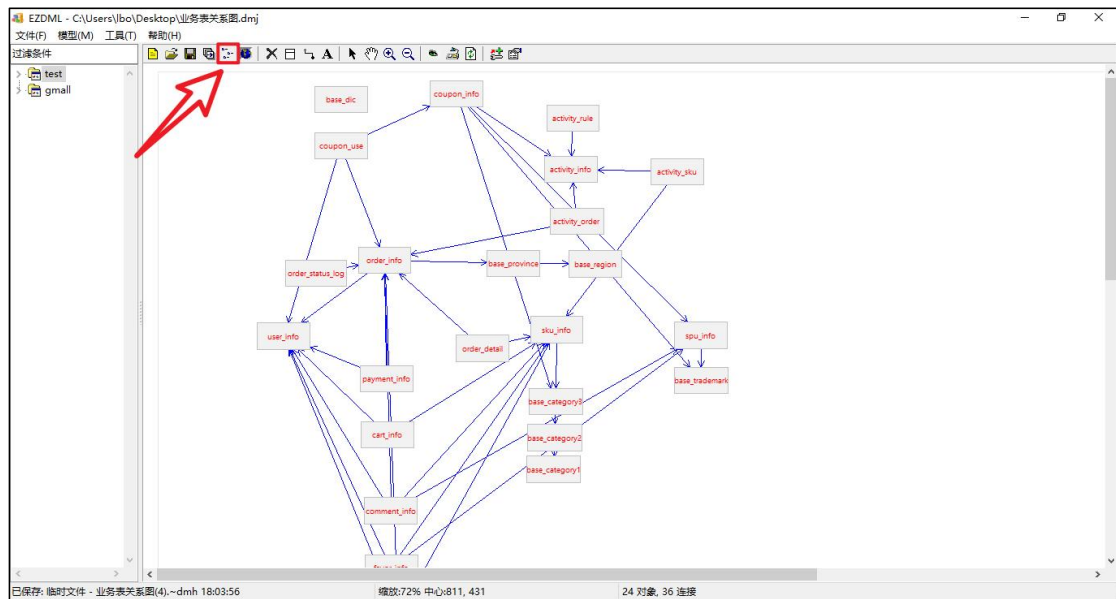 EZDML - C:\Users\lbo\Desktop\业务表关系图.dmj
文件(F) 模型(M) 工具(T) 帮助(H)
过滤条件
test
gmall
A
base_dic
coupon_info
activity_rule
coupon_use
activity_info
activity_sku
activity_order
order_info
base_province
base_region
order_status_log
user_info
sku_info
spu_info
order_detail
payment_info
base_trademark
base_category3
cart_info
base_category2
base_category1
comment_info
已保存: 临时文件 - 业务表关系图(4).~dmh 18:03:56
缩放:72% 中心:811, 431
24 对象, 36 连接